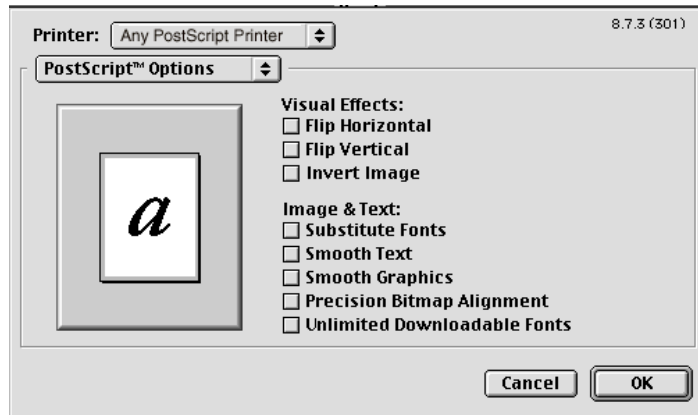 Printer: Any PostScript Printer 8.7.3 (301)
PostScript™ Options
a
Visual Effects:
Flip Horizontal
Flip Vertical
Invert Image
Image & Text:
Substitute Fonts
Smooth Text
Smooth Graphics
Precision Bitmap Alignment
Unlimited Downloadable Fonts
Cancel OK